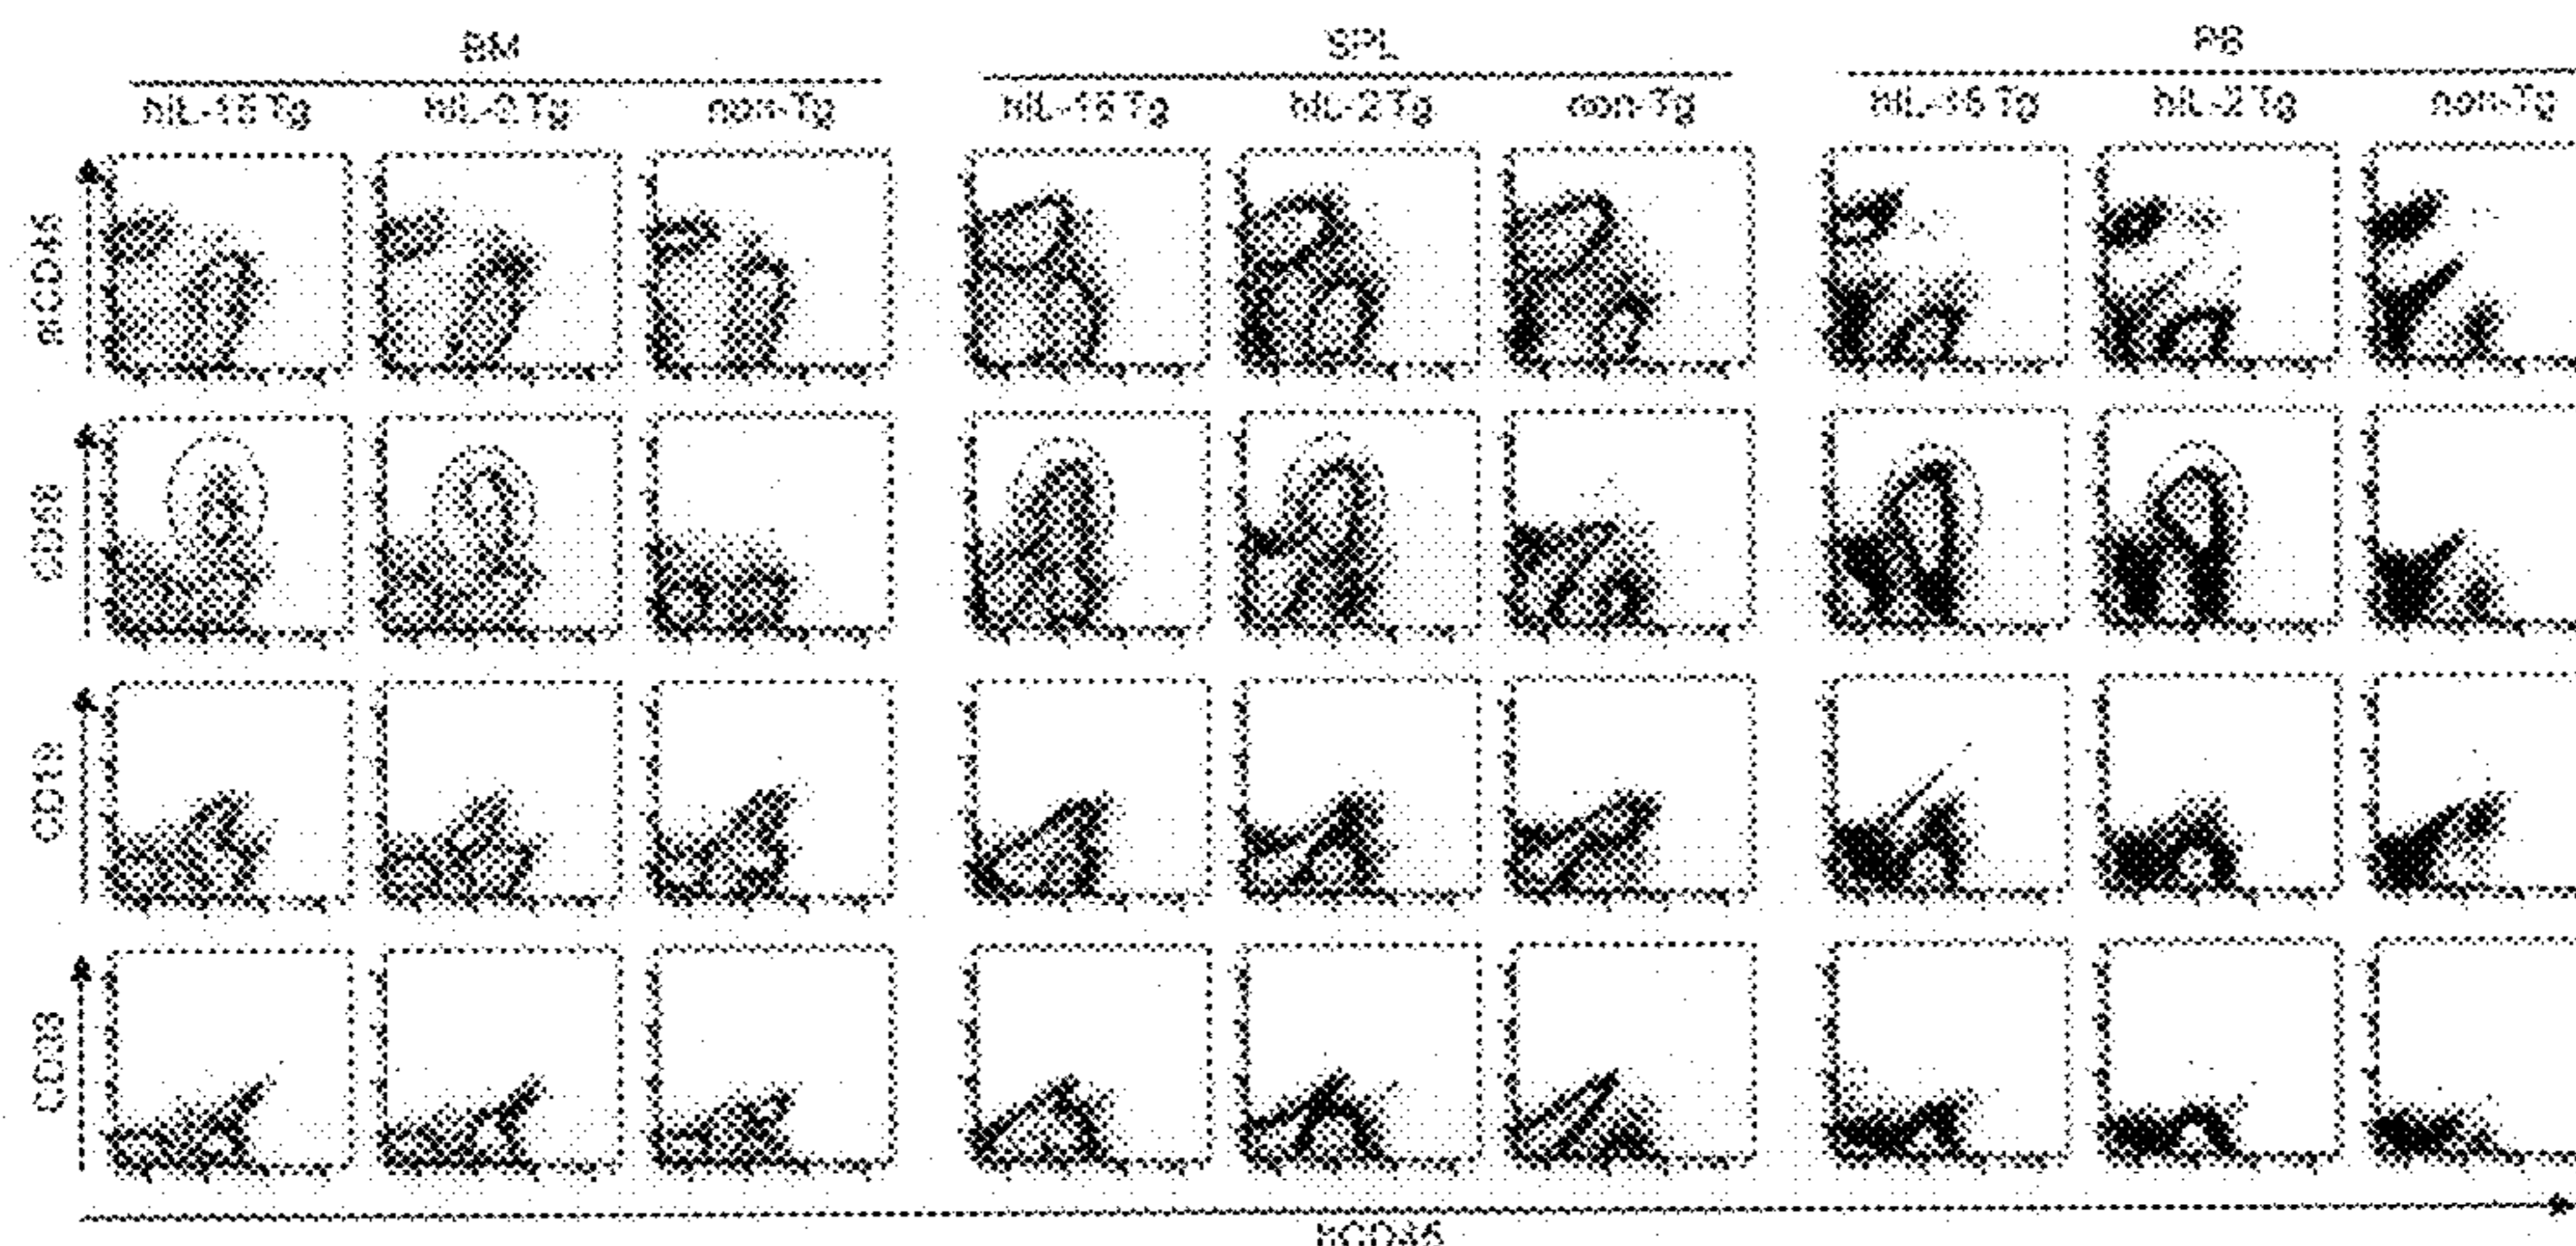 BM SPL PB
hIL-15 Tg hIL-2 Tg non-Tg hIL-15 Tg hIL-2 Tg non-Tg hIL-15 Tg hIL-2 Tg non-Tg
mCD45
CD56
CD19
CD33
hCD45